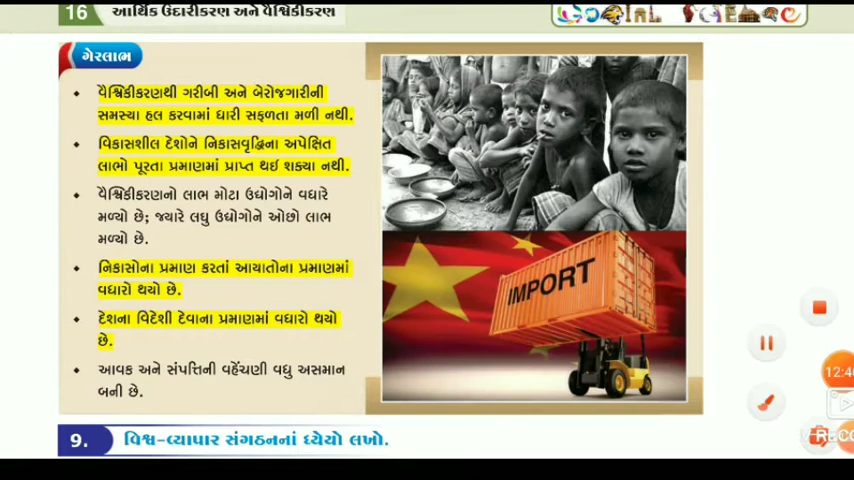 16 આર્થિક ઉદારીકરણ અને વૈશ્વિકીકરણ
ગેરલાભ
વૈશ્વિકીકરણથી ગરીબી અને બેરોજગારીની
સમસ્યા હલ કરવામાં ધારી સફળતા મળી નથી.
વિકાસશીલ દેશોને નિકાસવૃદ્ધિના અપેક્ષિત
લાભો પૂરતા પ્રમાણમાં પ્રાપ્ત થઈ શક્યા નથી.
વૈશ્વિકીકરણનો લાભ મોટા ઉદ્યોગોને વધારે
મળ્યો છે; જ્યારે લઘુ ઉદ્યોગોને ઓછો લાભ
મળ્યો છે.
નિકાસોના પ્રમાણ કરતાં આયાતોના પ્રમાણમાં
વધારો થયો છે.
દેશના વિદેશી દેવાના પ્રમાણમાં વધારો થયો
છે.
આવક અને સંપત્તિની વહેંચણી વધુ અસમાન
બની છે.
IMPORT
12:4
9. વિશ્વ-વ્યાપાર સંગઠનનાં ધ્યેયો લખો.